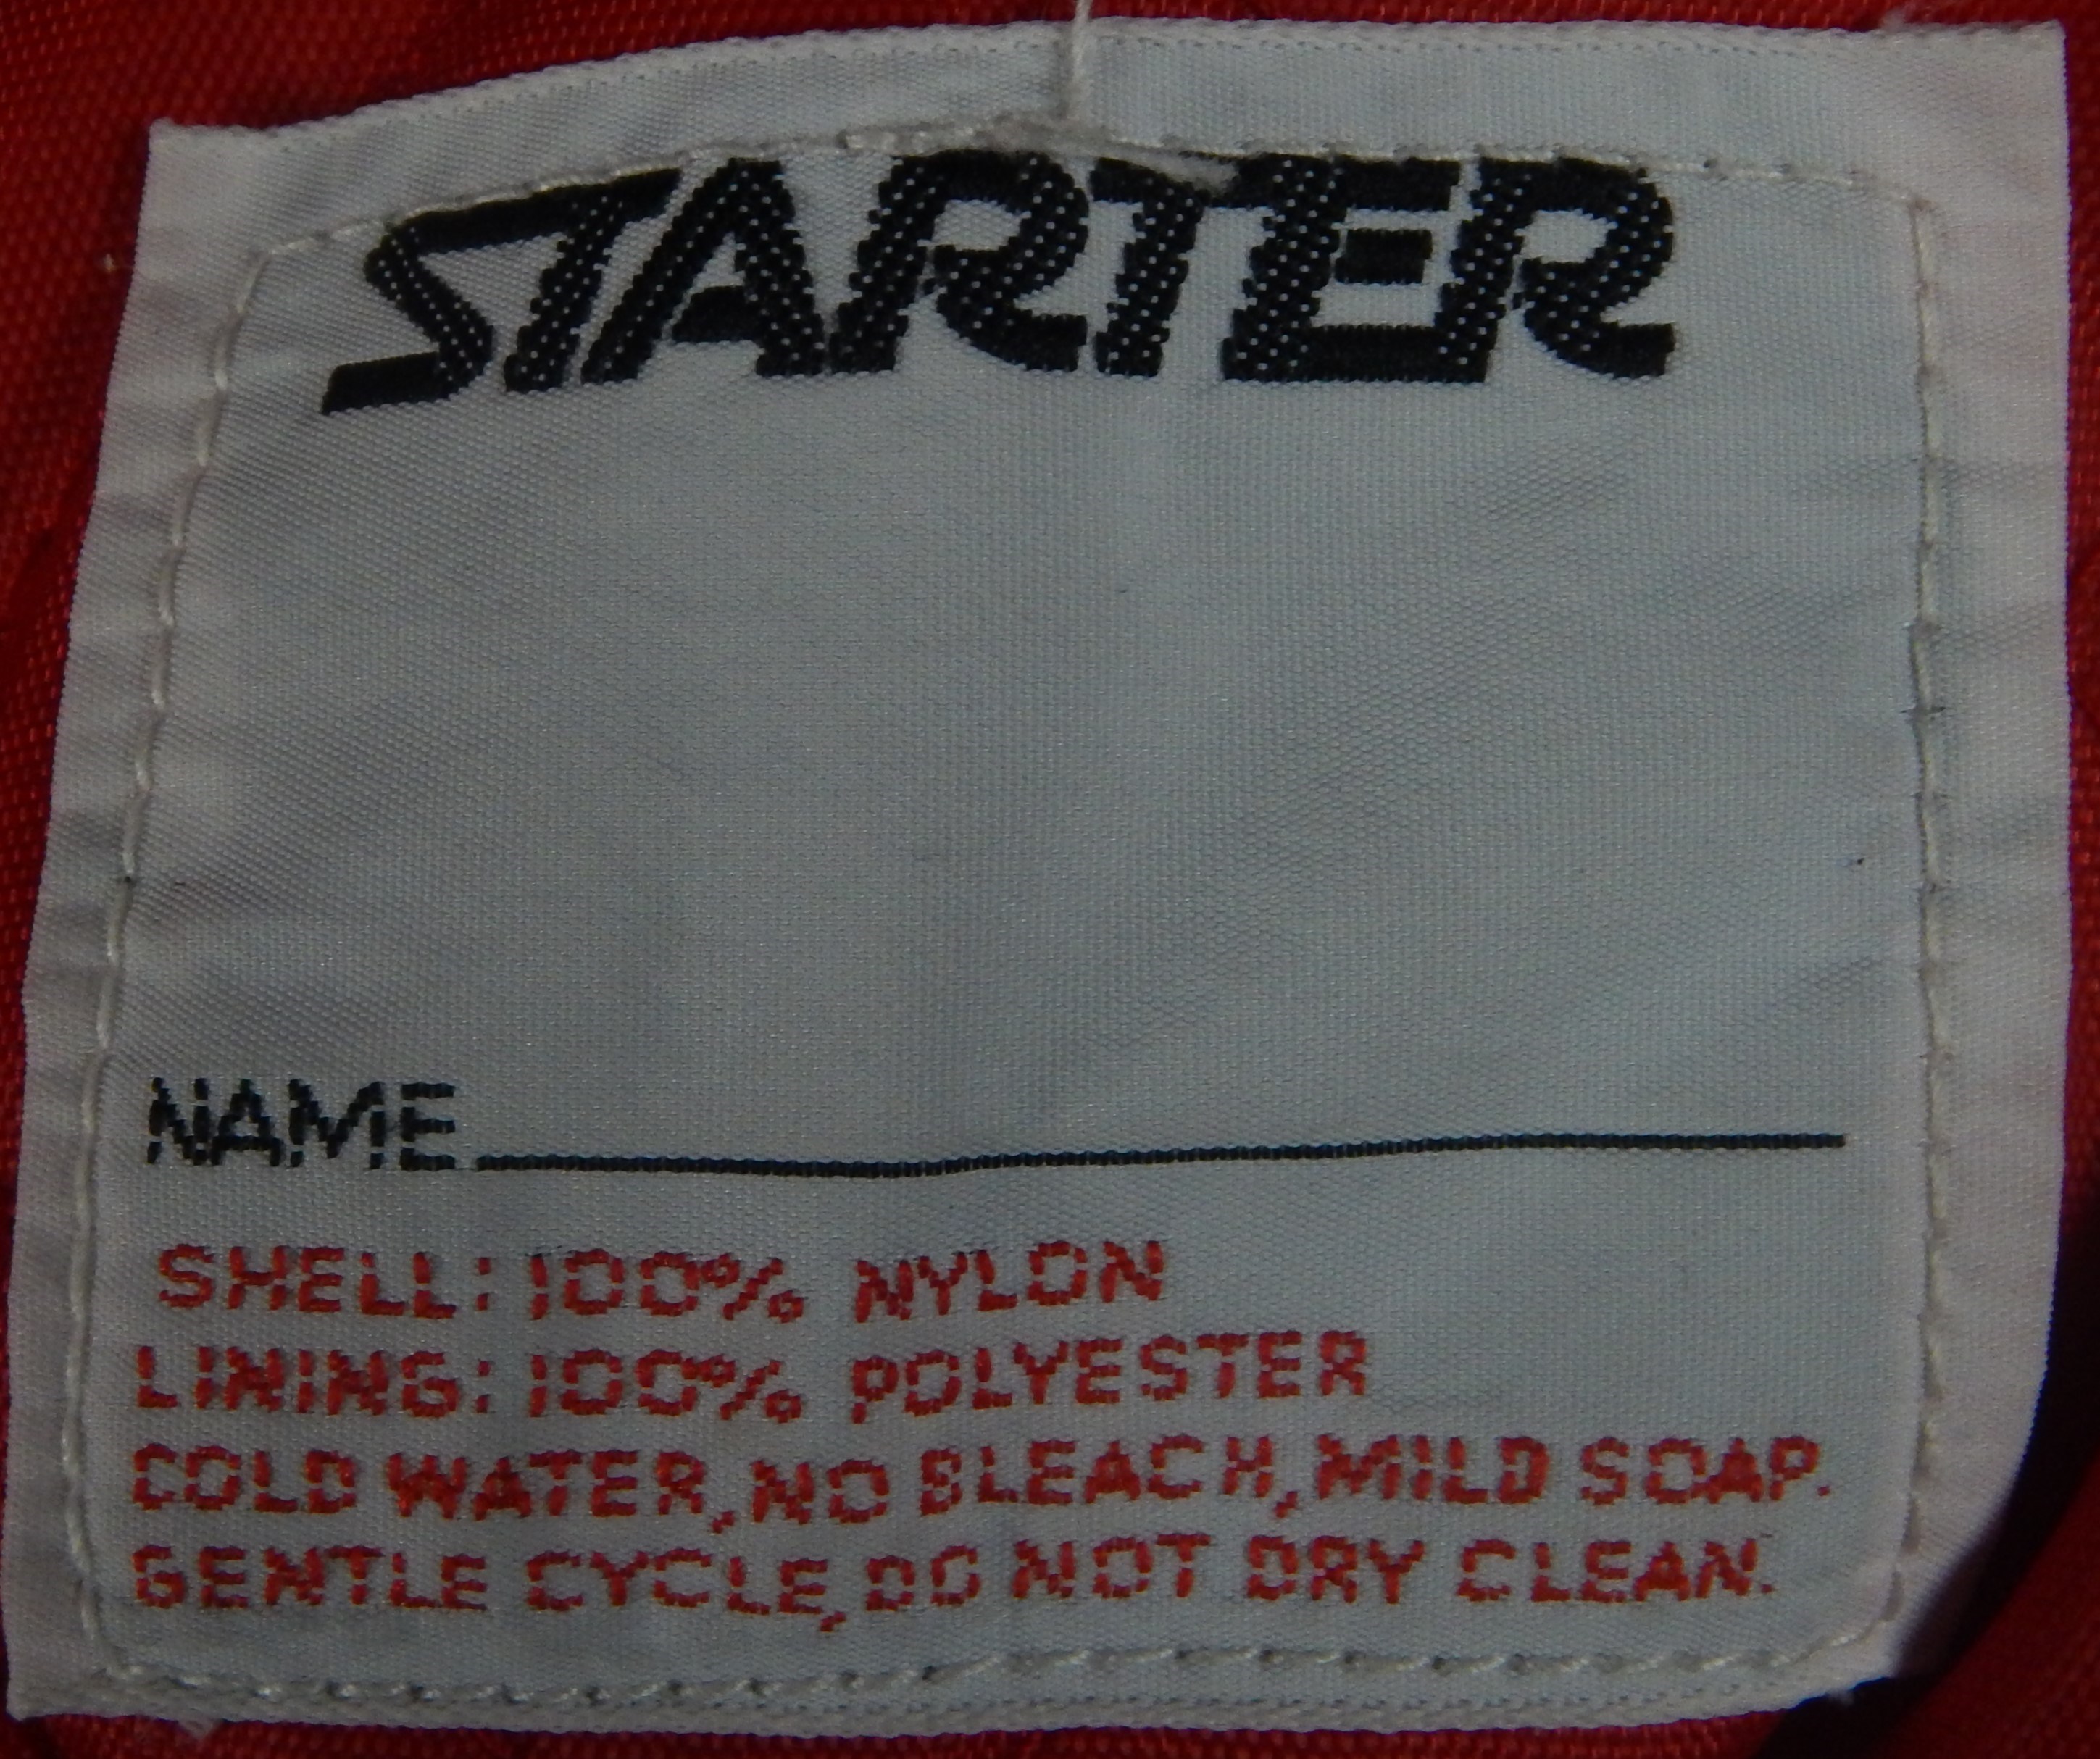 STARTER
NAME
SHELL: 100% NYLON
LINING: 100% POLYESTER
COLD WATER, NO BLEACH, MILD SOAP.
GENTLE CYCLE, DO NOT DRY CLEAN.